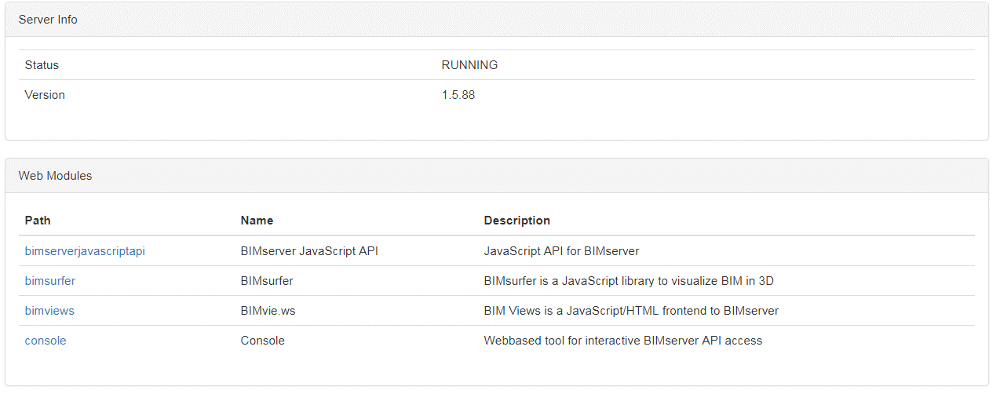 Server Info
Status RUNNING
Version 1.5.88
Web Modules
Path Name Description
bimserverjavascriptapi BIMserver JavaScript API JavaScript API for BIMserver
bimsurfer BIMsurfer BIMsurfer is a JavaScript library to visualize BIM in 3D
bimviews BIMvie.ws BIM Views is a JavaScript/HTML frontend to BIMserver
console Console Webbased tool for interactive BIMserver API access